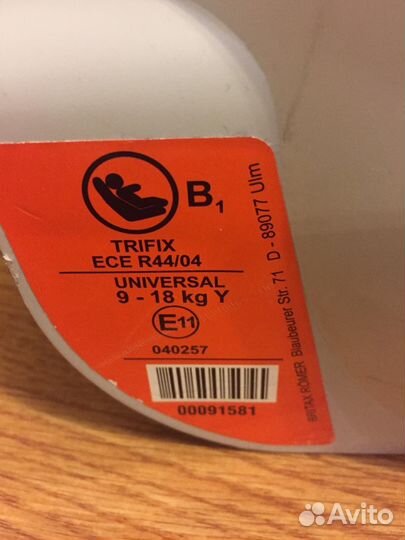 B1
TRIFIX
ECE R44/04
UNIVERSAL
9 - 18 kg Y
E11
040257
00091581
BRITAX RÖMER Blaubeurer Str. 71 D - 89077 Ulm
Avito